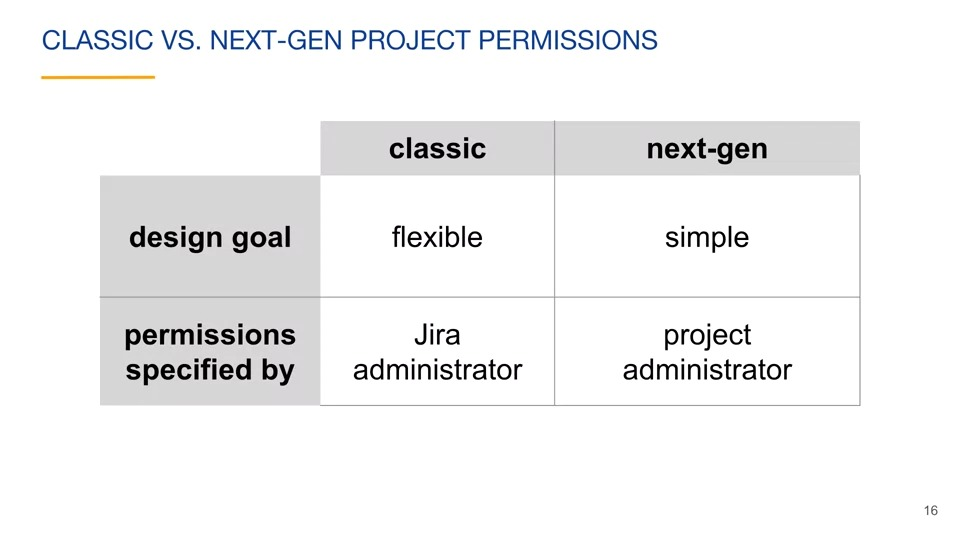 CLASSIC VS. NEXT-GEN PROJECT PERMISSIONS
classic
next-gen
design goal
flexible
simple
permissions
specified by
Jira
administrator
project
administrator
16